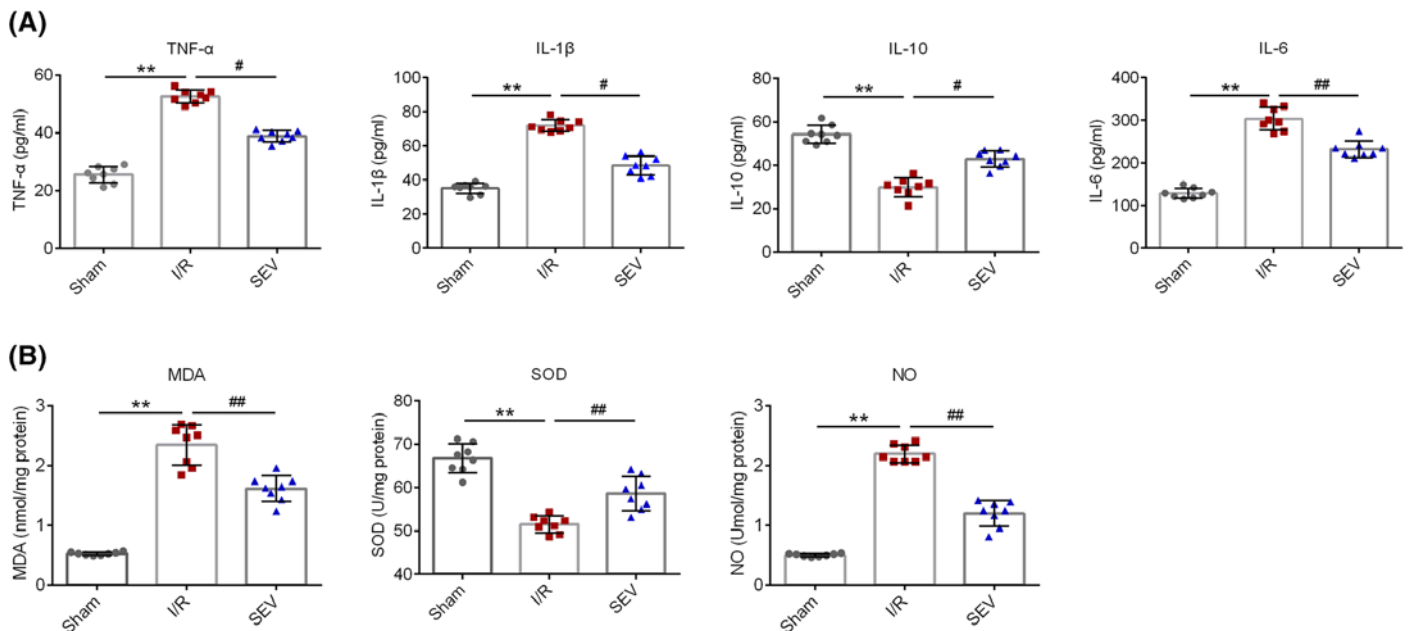 (A)
TNF-α
IL-1β
IL-10
IL-6
** #
** #
** #
** ##
TNF-α (pg/ml)
60
40
20
0
Sham
I/R
SEV
IL-1β (pg/ml)
100
80
60
40
20
0
Sham
I/R
SEV
IL-10 (pg/ml)
80
60
40
20
0
Sham
I/R
SEV
IL-6 (pg/ml)
400
300
200
100
0
Sham
I/R
SEV
(B)
MDA
SOD
NO
** ##
** ##
** ##
MDA (nmol/mg protein)
3
2
1
0
Sham
I/R
SEV
SOD (U/mg protein)
80
70
60
50
40
Sham
I/R
SEV
NO (Umol/mg protein)
3
2
1
0
Sham
I/R
SEV